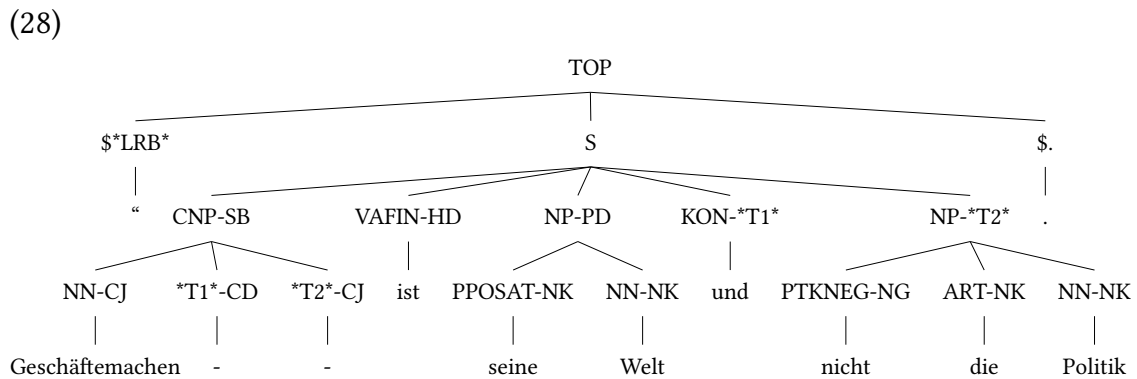 (28)
TOP
$*LRB* S $.
“ CNP-SB VAFIN-HD NP-PD KON-*T1* NP-*T2* .
NN-CJ *T1*-CD *T2*-CJ ist PPOSAT-NK NN-NK und PTKNEG-NG ART-NK NN-NK
Geschäftemachen - - seine Welt nicht die Politik